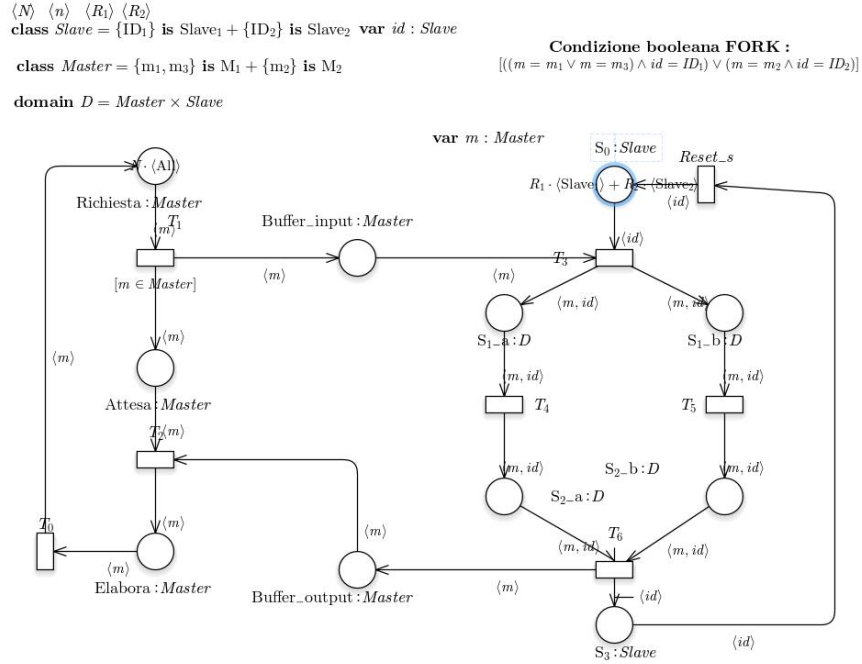 ⟨N⟩ ⟨n⟩ ⟨R₁⟩ ⟨R₂⟩
class Slave = {ID₁} is Slave₁ + {ID₂} is Slave₂ var id : Slave
Condizione booleana FORK :
[((m = m₁ ∨ m = m₃) ∧ id = ID₁) ∨ (m = m₂ ∧ id = ID₂)]
class Master = {m₁, m₃} is M₁ + {m₂} is M₂
domain D = Master × Slave
var m : Master
S₀ : Slave
Reset_s
N · ⟨All⟩
R₁ · ⟨Slave₁⟩ + R₂ · ⟨Slave₂⟩
⟨id⟩
Richiesta : Master
T₁
⟨m⟩
Buffer_input : Master
⟨id⟩
T₃
⟨m⟩
⟨m⟩
[m ∈ Master]
⟨m, id⟩
⟨m, id⟩
⟨m⟩
S₁_a : D
S₁_b : D
⟨m⟩
⟨m, id⟩
⟨m, id⟩
Attesa : Master
T₄
T₅
T₂
⟨m⟩
⟨m, id⟩
S₂_b : D
⟨m, id⟩
S₂_a : D
T₀
⟨m⟩
⟨m⟩
T₆
⟨m, id⟩
⟨m, id⟩
⟨m⟩
Elabora : Master
⟨m⟩
Buffer_output : Master
⟨id⟩
S₃ : Slave
⟨id⟩